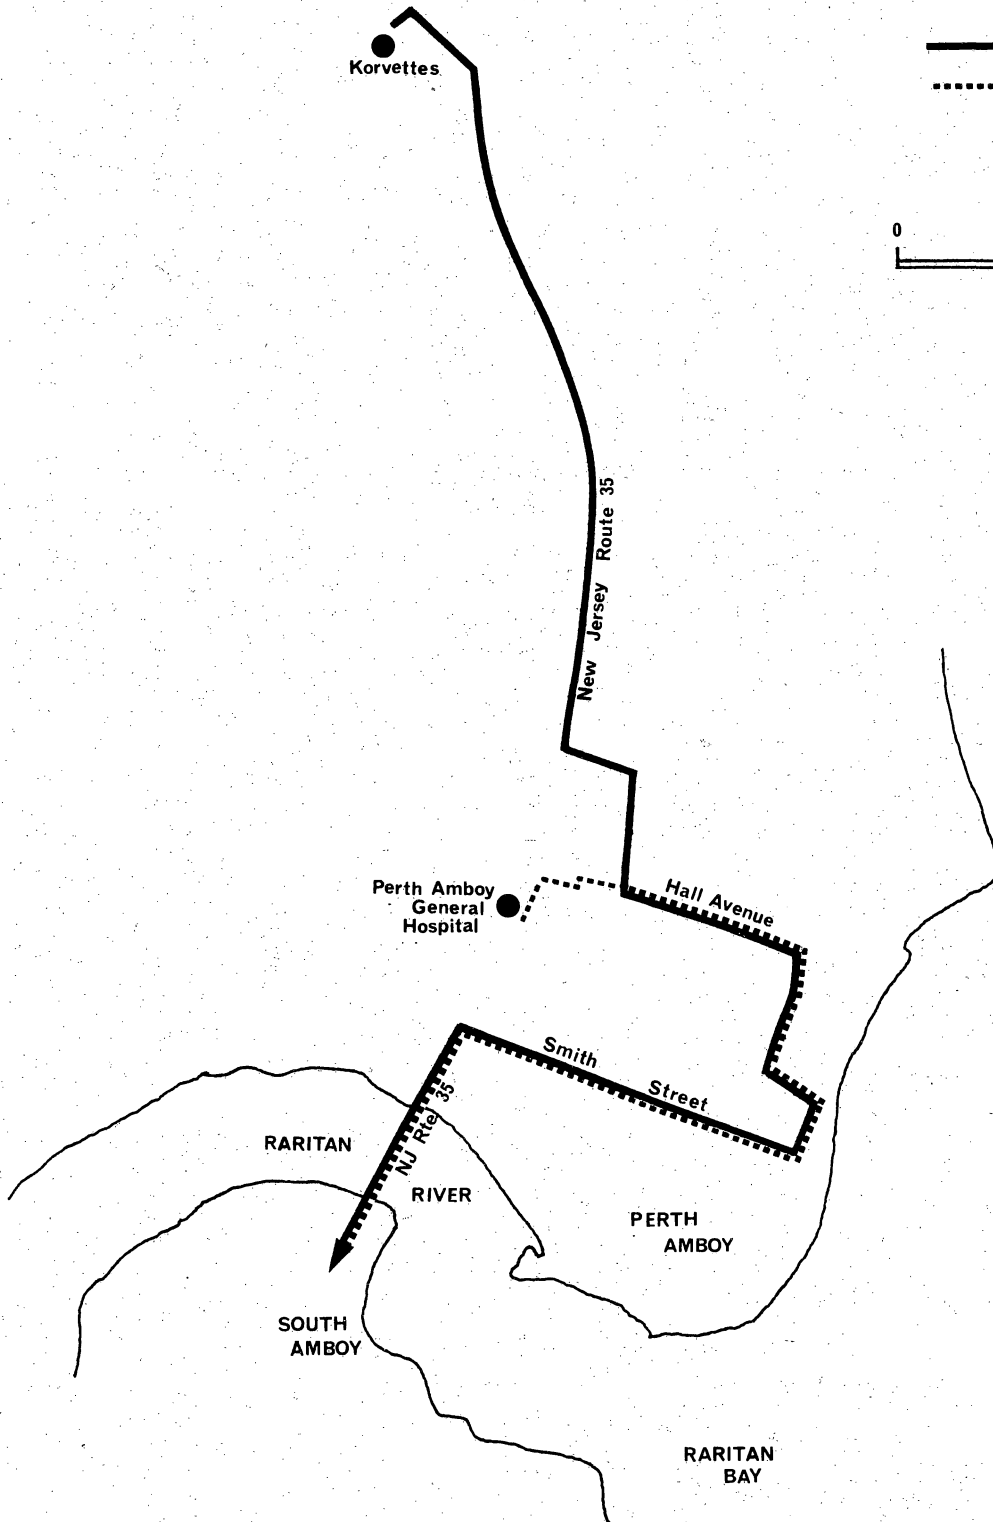 Korvettes
0
New Jersey Route 35
Perth Amboy
General
Hospital
Hall Avenue
Smith Street
NJ Rte 35
RARITAN
RIVER
PERTH
AMBOY
SOUTH
AMBOY
RARITAN
BAY